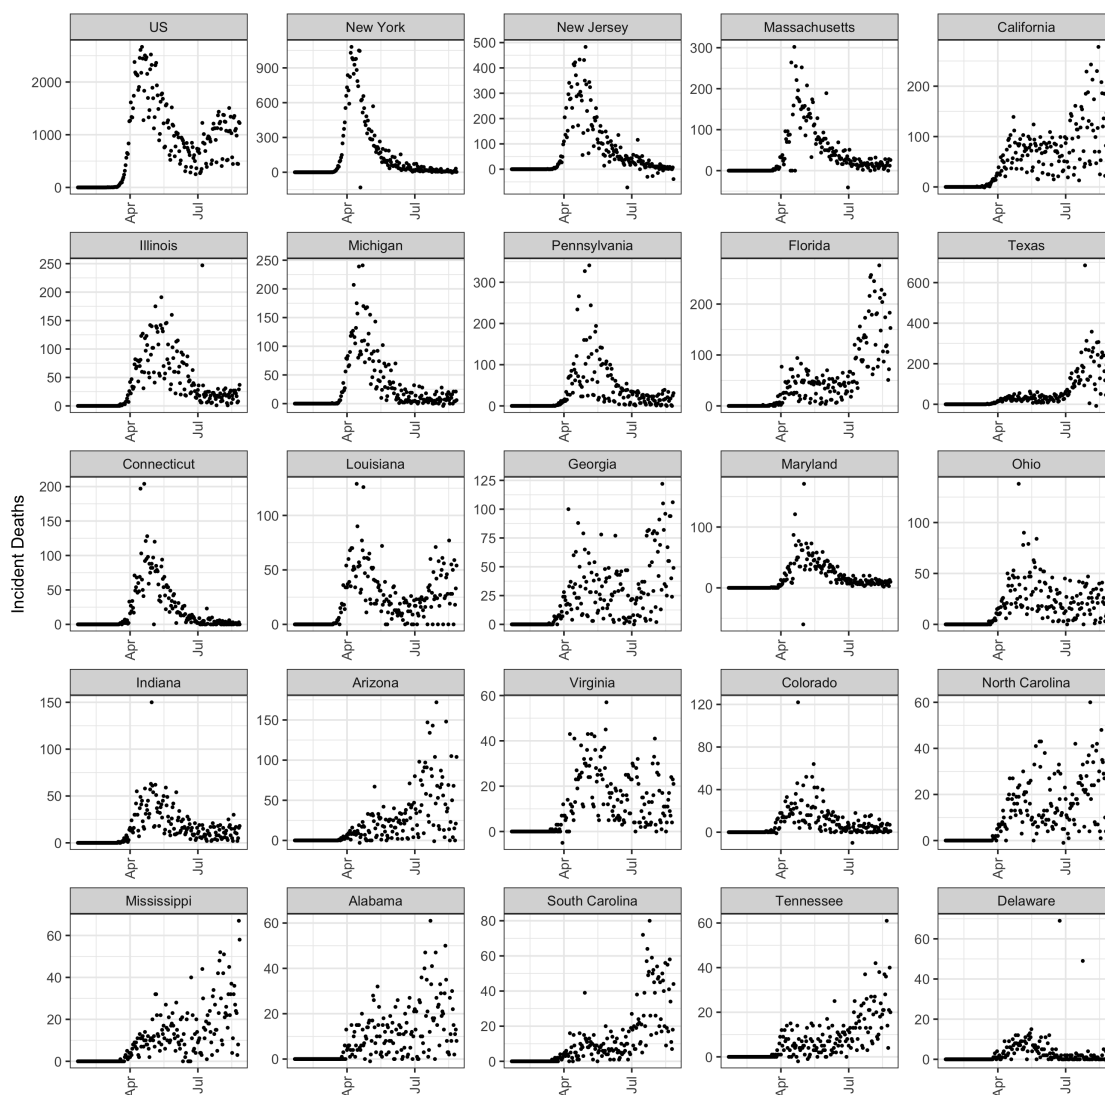 US
New York
New Jersey
Massachusetts
California
2000
1000
0
Apr
Jul
900
600
300
0
Apr
Jul
500
400
300
200
100
0
Apr
Jul
300
200
100
0
Apr
Jul
200
100
0
Apr
Jul
Illinois
Michigan
Pennsylvania
Florida
Texas
250
200
150
100
50
0
Apr
Jul
250
200
150
100
50
0
Apr
Jul
300
200
100
0
Apr
Jul
200
100
0
Apr
Jul
600
400
200
0
Apr
Jul
Incident Deaths
Connecticut
Louisiana
Georgia
Maryland
Ohio
200
150
100
50
0
Apr
Jul
100
50
0
Apr
Jul
125
100
75
50
25
0
Apr
Jul
100
0
Apr
Jul
100
50
0
Apr
Jul
Indiana
Arizona
Virginia
Colorado
North Carolina
150
100
50
0
Apr
Jul
150
100
50
0
Apr
Jul
60
40
20
0
Apr
Jul
120
80
40
0
Apr
Jul
60
40
20
0
Apr
Jul
Mississippi
Alabama
South Carolina
Tennessee
Delaware
60
40
20
0
Apr
Jul
60
40
20
0
Apr
Jul
80
60
40
20
0
Apr
Jul
60
40
20
0
Apr
Jul
60
40
20
0
Apr
Jul